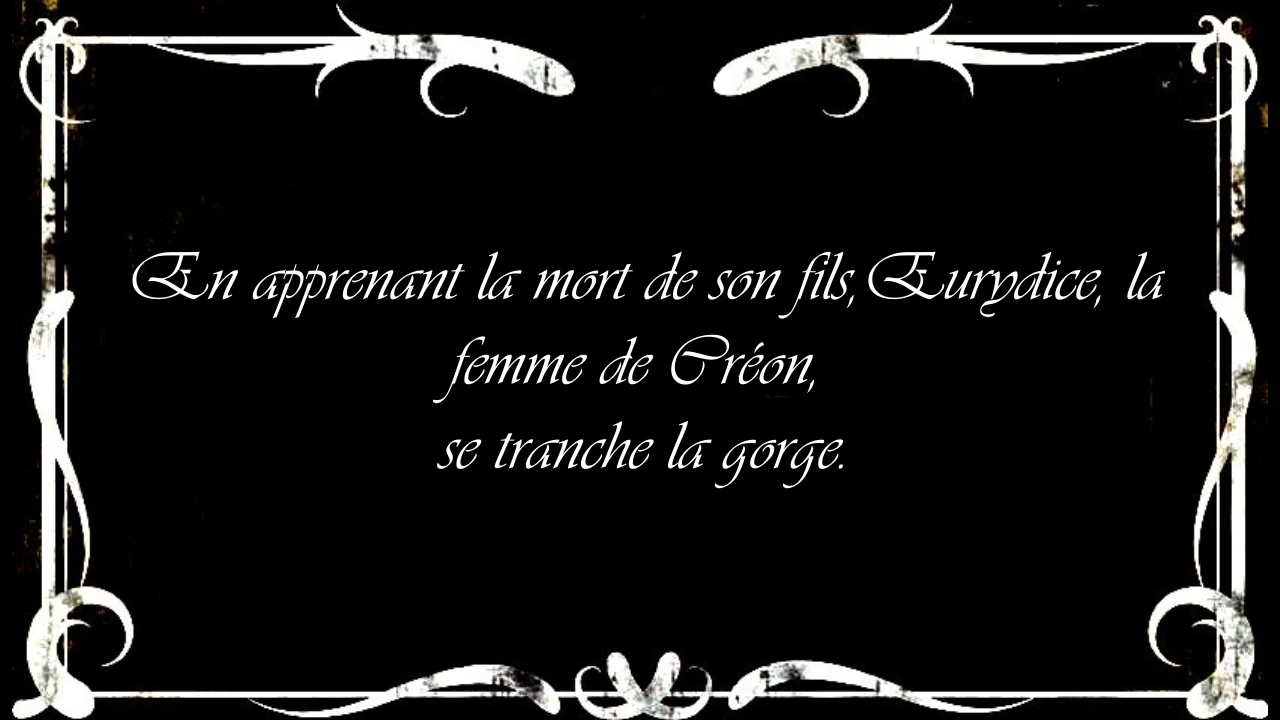 En apprenant la mort de son fils,Eurydice, la
femme de Créon,
se tranche la gorge.